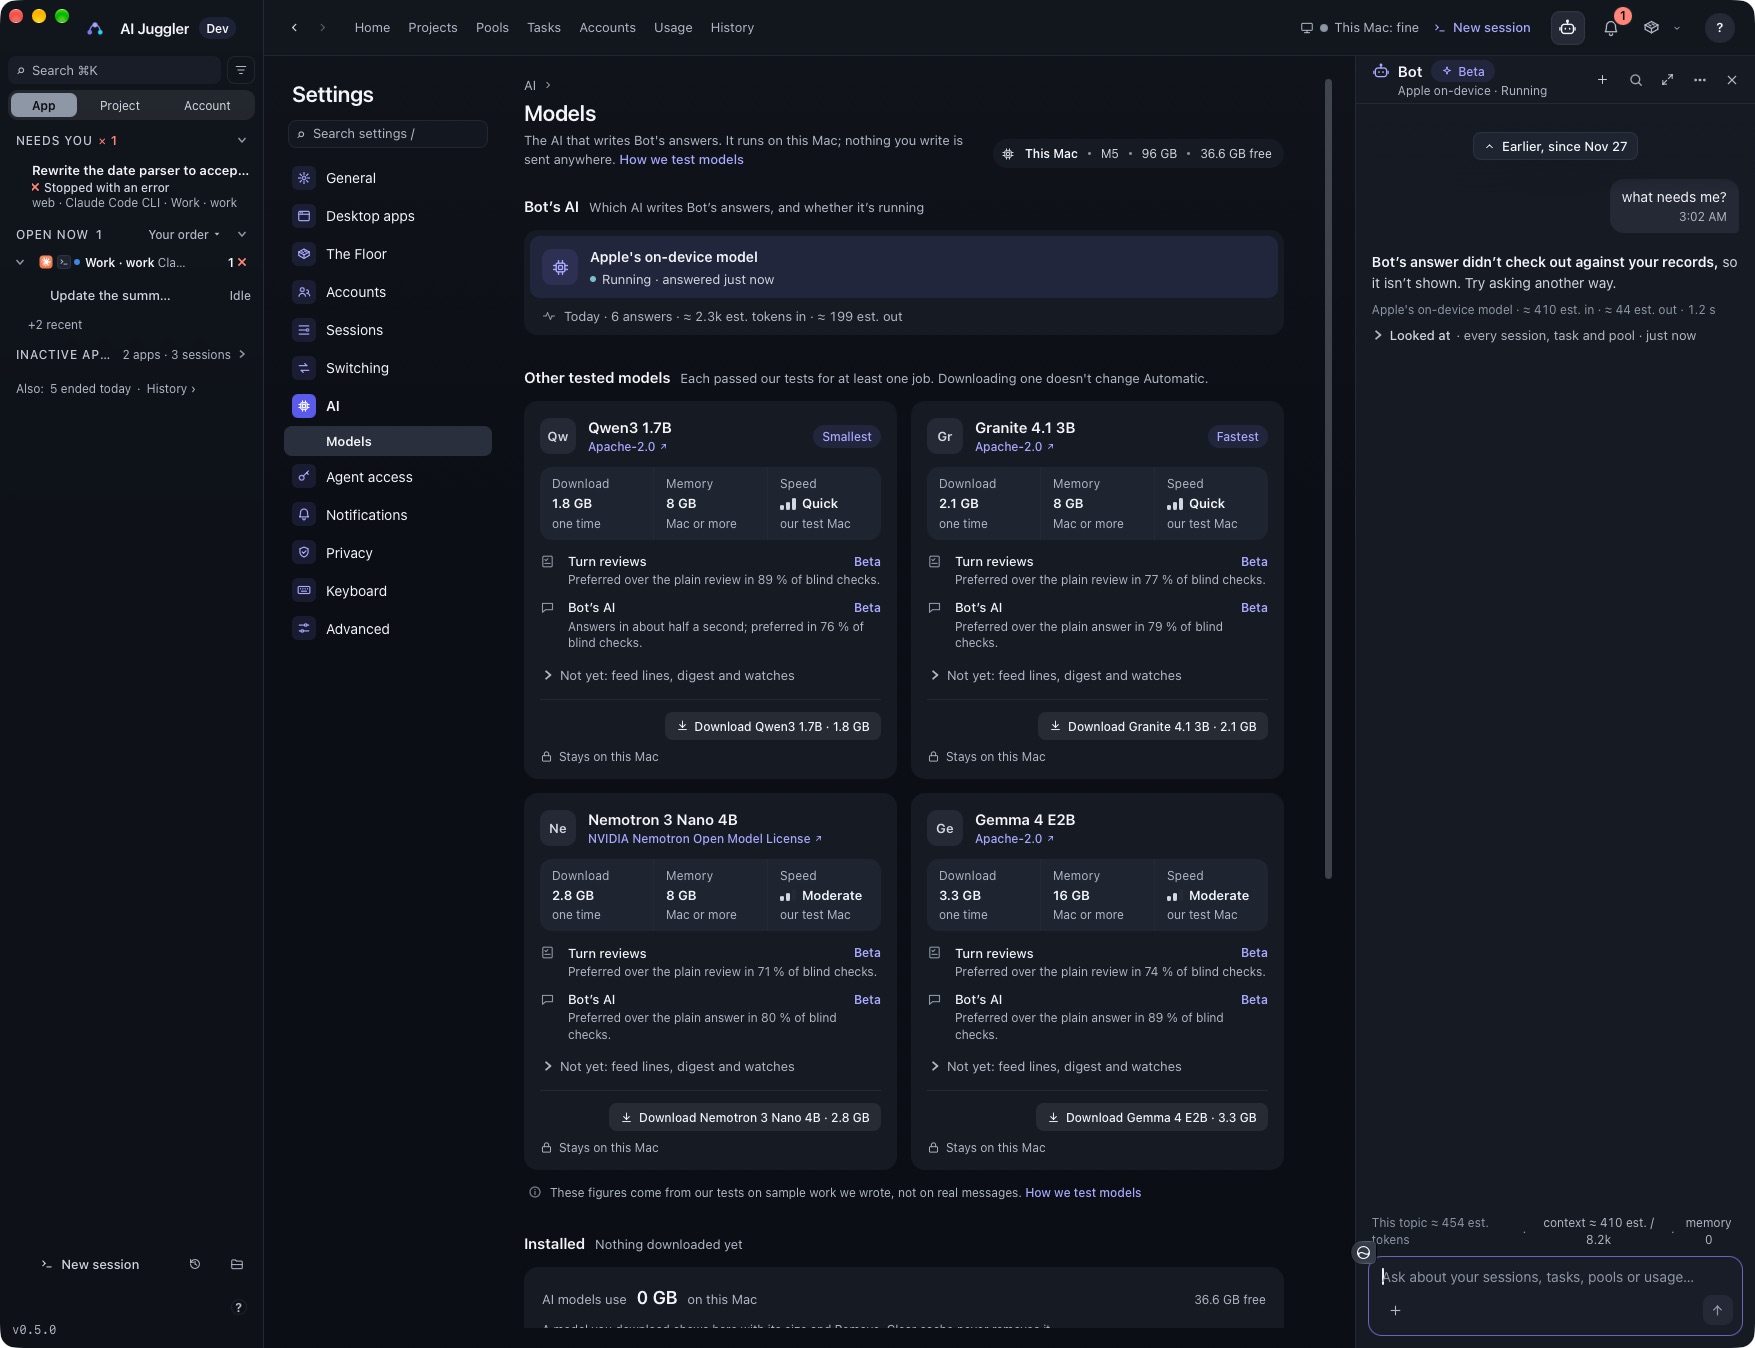 AI Juggler Dev
Search ⌘K
App Project Account
NEEDS YOU × 1
Rewrite the date parser to accep...
× Stopped with an error
web · Claude Code CLI · Work · work
OPEN NOW 1 Your order
Work · work Cla... 1 ×
Update the summ... Idle
+2 recent
INACTIVE AP... 2 apps · 3 sessions
Also: 5 ended today · History ›
New session
?
v0.5.0
Home Projects Pools Tasks Accounts Usage History
This Mac: fine New session 1 ?
Settings
Search settings /
General
Desktop apps
The Floor
Accounts
Sessions
Switching
AI
Models
Agent access
Notifications
Privacy
Keyboard
Advanced
AI ›
Models
The AI that writes Bot's answers. It runs on this Mac; nothing you write is
sent anywhere. How we test models
This Mac • M5 • 96 GB • 36.6 GB free
Bot's AI Which AI writes Bot's answers, and whether it's running
Apple's on-device model
Running · answered just now
Today · 6 answers · ≈ 2.3k est. tokens in · ≈ 199 est. out
Other tested models Each passed our tests for at least one job. Downloading one doesn't change Automatic.
Qw
Qwen3 1.7B
Apache-2.0 ↗
Smallest
Download Memory Speed
1.8 GB 8 GB Quick
one time Mac or more our test Mac
Turn reviews Beta
Preferred over the plain review in 89 % of blind checks.
Bot's AI Beta
Answers in about half a second; preferred in 76 % of
blind checks.
Not yet: feed lines, digest and watches
Download Qwen3 1.7B · 1.8 GB
Stays on this Mac
Gr
Granite 4.1 3B
Apache-2.0 ↗
Fastest
Download Memory Speed
2.1 GB 8 GB Quick
one time Mac or more our test Mac
Turn reviews Beta
Preferred over the plain review in 77 % of blind checks.
Bot's AI Beta
Preferred over the plain answer in 79 % of blind
checks.
Not yet: feed lines, digest and watches
Download Granite 4.1 3B · 2.1 GB
Stays on this Mac
Ne
Nemotron 3 Nano 4B
NVIDIA Nemotron Open Model License ↗
Download Memory Speed
2.8 GB 8 GB Moderate
one time Mac or more our test Mac
Turn reviews Beta
Preferred over the plain review in 71 % of blind checks.
Bot's AI Beta
Preferred over the plain answer in 80 % of blind
checks.
Not yet: feed lines, digest and watches
Download Nemotron 3 Nano 4B · 2.8 GB
Stays on this Mac
Ge
Gemma 4 E2B
Apache-2.0 ↗
Download Memory Speed
3.3 GB 16 GB Moderate
one time Mac or more our test Mac
Turn reviews Beta
Preferred over the plain review in 74 % of blind checks.
Bot's AI Beta
Preferred over the plain answer in 89 % of blind
checks.
Not yet: feed lines, digest and watches
Download Gemma 4 E2B · 3.3 GB
Stays on this Mac
These figures come from our tests on sample work we wrote, not on real messages. How we test models
Installed Nothing downloaded yet
AI models use 0 GB on this Mac 36.6 GB free
A model you download shows here with its size and Remove. Clear cache never removes it.
Bot Beta
Apple on-device · Running
Earlier, since Nov 27
what needs me?
3:02 AM
Bot's answer didn't check out against your records, so
it isn't shown. Try asking another way.
Apple's on-device model · ≈ 410 est. in · ≈ 44 est. out · 1.2 s
Looked at · every session, task and pool · just now
This topic ≈ 454 est. tokens · context ≈ 410 est. / 8.2k · memory 0
Ask about your sessions, tasks, pools or usage...